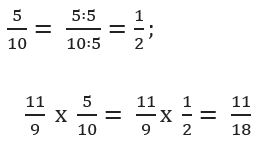 5/10 = 5:5/10:5 = 1/2 ;
11/9 x 5/10 = 11/9 x 1/2 = 11/18